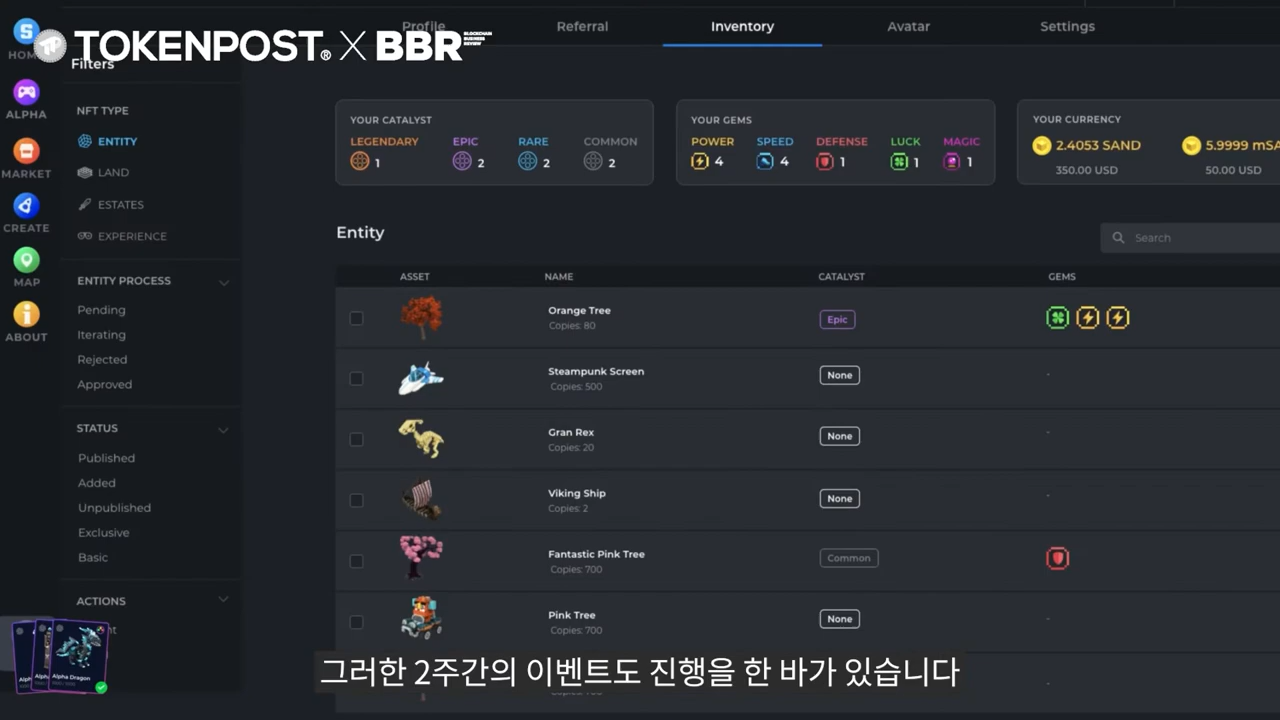 Profile
Referral
Inventory
Avatar
Settings
TOKENPOST® X BBR BLOCKCHAIN BUSINESS REVIEW
Filters
ALPHA
MARKET
CREATE
MAP
ABOUT
NFT TYPE
ENTITY
LAND
ESTATES
EXPERIENCE
ENTITY PROCESS
Pending
Iterating
Rejected
Approved
STATUS
Published
Added
Unpublished
Exclusive
Basic
ACTIONS
YOUR CATALYST
LEGENDARY EPIC RARE COMMON
1 2 2 2
YOUR GEMS
POWER SPEED DEFENSE LUCK MAGIC
4 4 1 1 1
YOUR CURRENCY
2.4053 SAND 5.9999 mSA
350.00 USD 50.00 USD
Entity
Search
ASSET NAME CATALYST GEMS
Orange Tree
Copies: 80
Epic
Steampunk Screen
Copies: 500
None
-
Gran Rex
Copies: 20
None
-
Viking Ship
Copies: 2
None
-
Fantastic Pink Tree
Copies: 700
Common
Pink Tree
Copies: 700
None
-
Alpha Dragon
그러한 2주간의 이벤트도 진행을 한 바가 있습니다